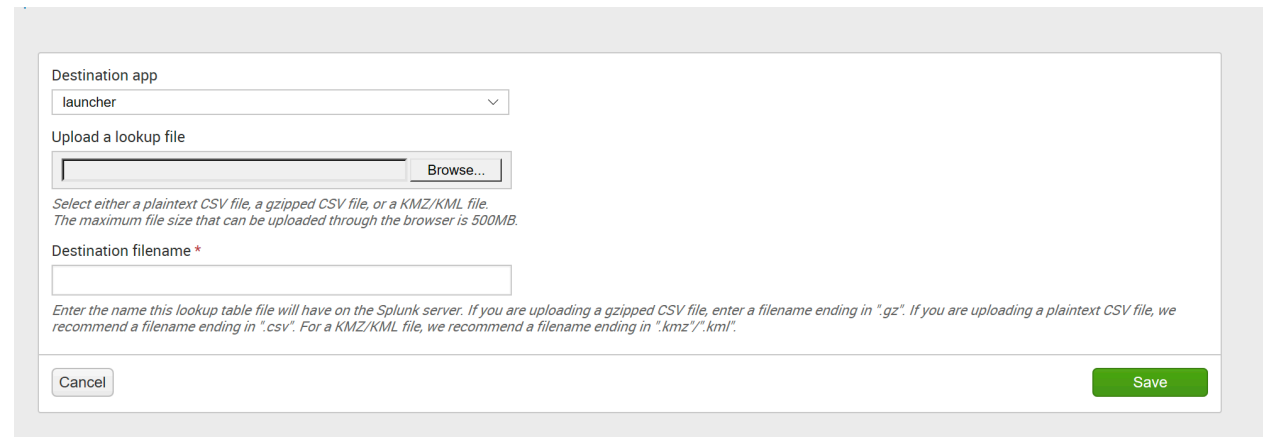 Destination app
launcher
Upload a lookup file
Browse...
Select either a plaintext CSV file, a gzipped CSV file, or a KMZ/KML file.
The maximum file size that can be uploaded through the browser is 500MB.
Destination filename *
Enter the name this lookup table file will have on the Splunk server. If you are uploading a gzipped CSV file, enter a filename ending in ".gz". If you are uploading a plaintext CSV file, we
recommend a filename ending in ".csv". For a KMZ/KML file, we recommend a filename ending in ".kmz"/".kml".
Cancel
Save